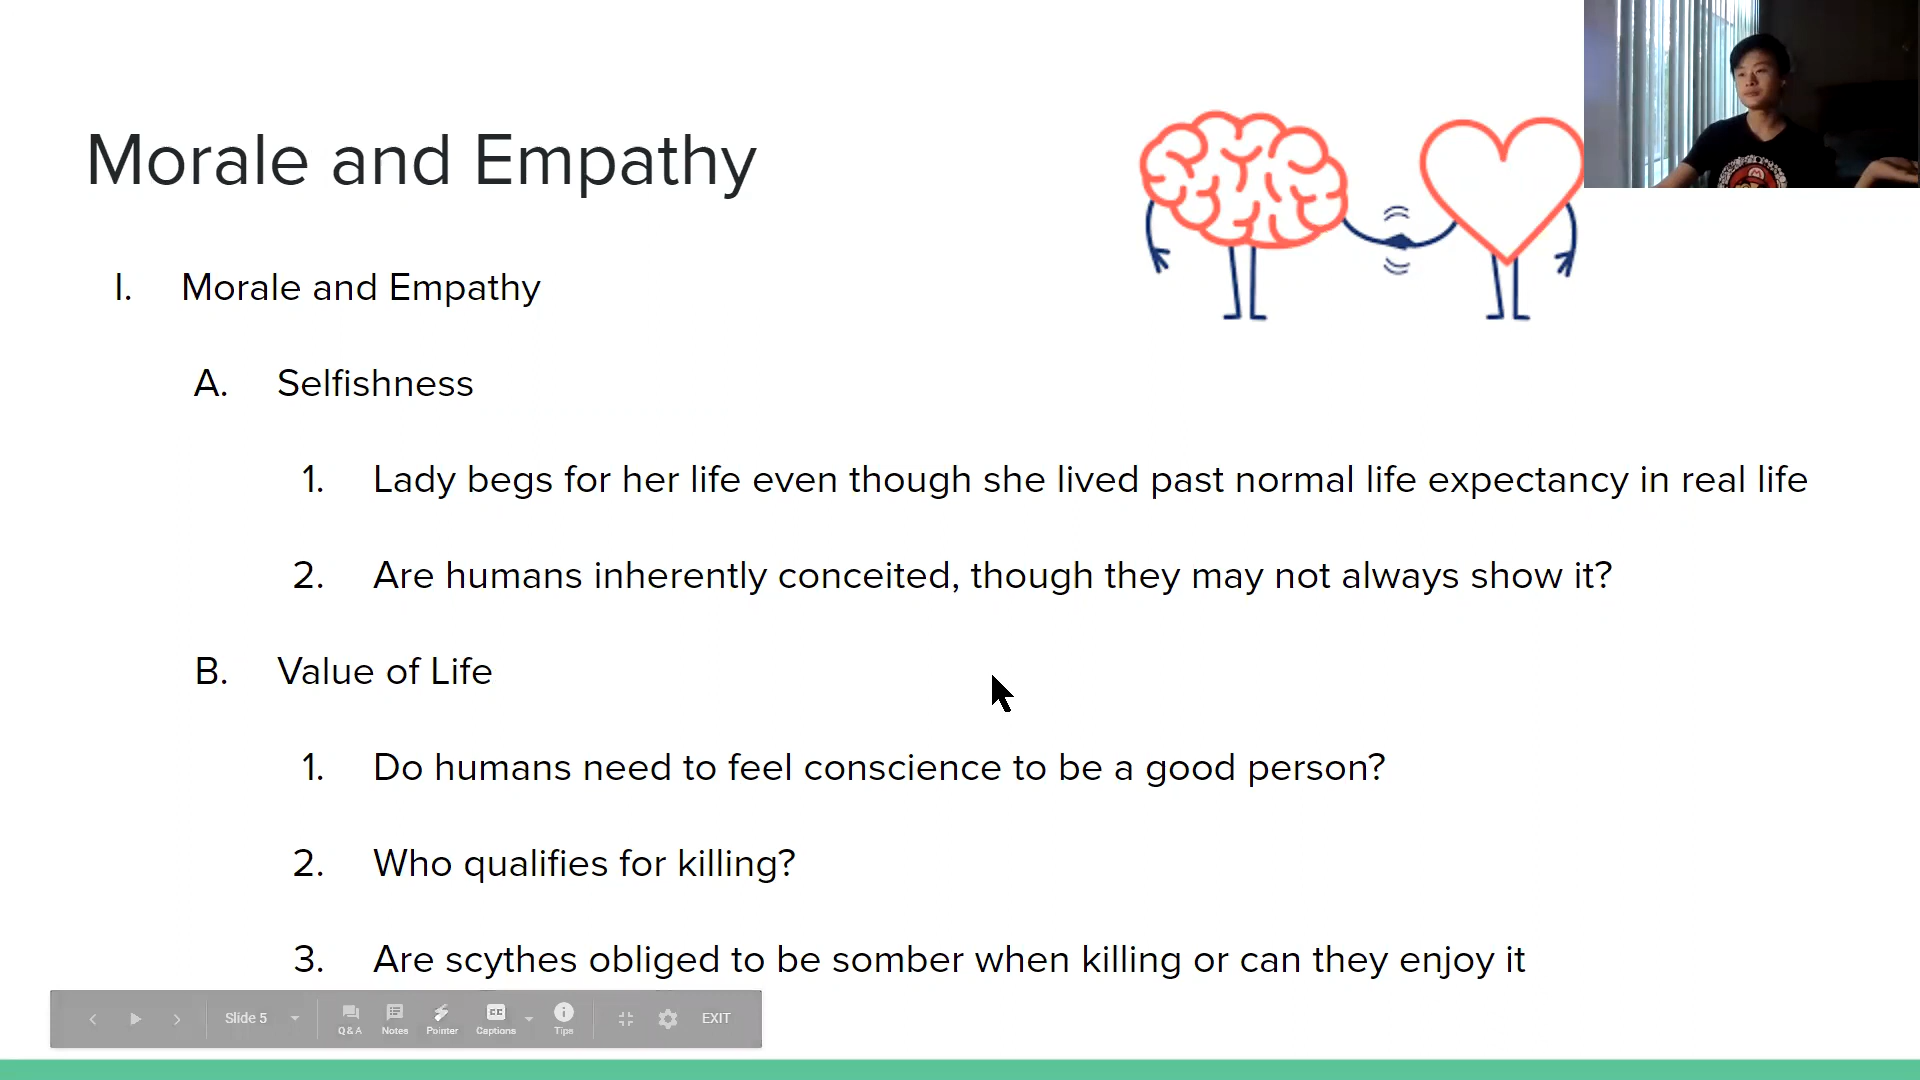 Morale and Empathy
I. Morale and Empathy
A. Selfishness
1. Lady begs for her life even though she lived past normal life expectancy in real life
2. Are humans inherently conceited, though they may not always show it?
B. Value of Life
1. Do humans need to feel conscience to be a good person?
2. Who qualifies for killing?
3. Are scythes obliged to be somber when killing or can they enjoy it
Slide 5 Q&A Notes Pointer CC Captions Tips EXIT